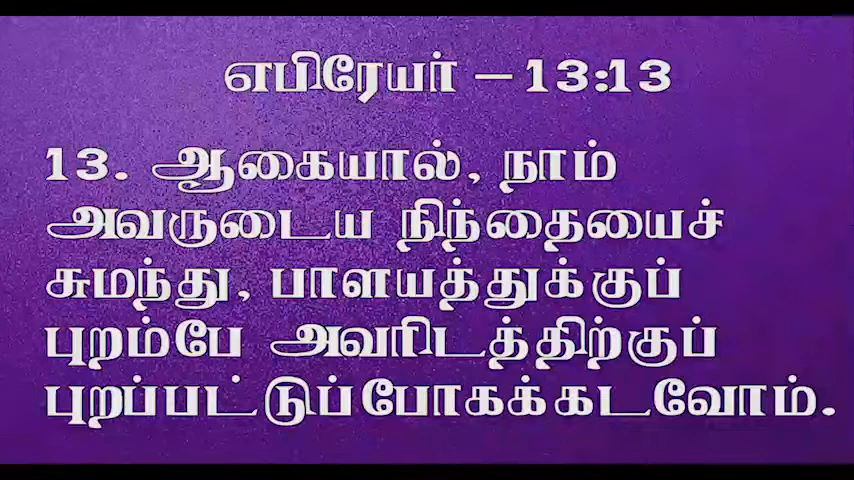 எபிரேயர் – 13:13
13. ஆகையால், நாம்
அவருடைய நிந்தையைச்
சுமந்து, பாளயத்துக்குப்
புறம்பே அவரிடத்திற்குப்
புறப்பட்டுப்போகக்கடவோம்.